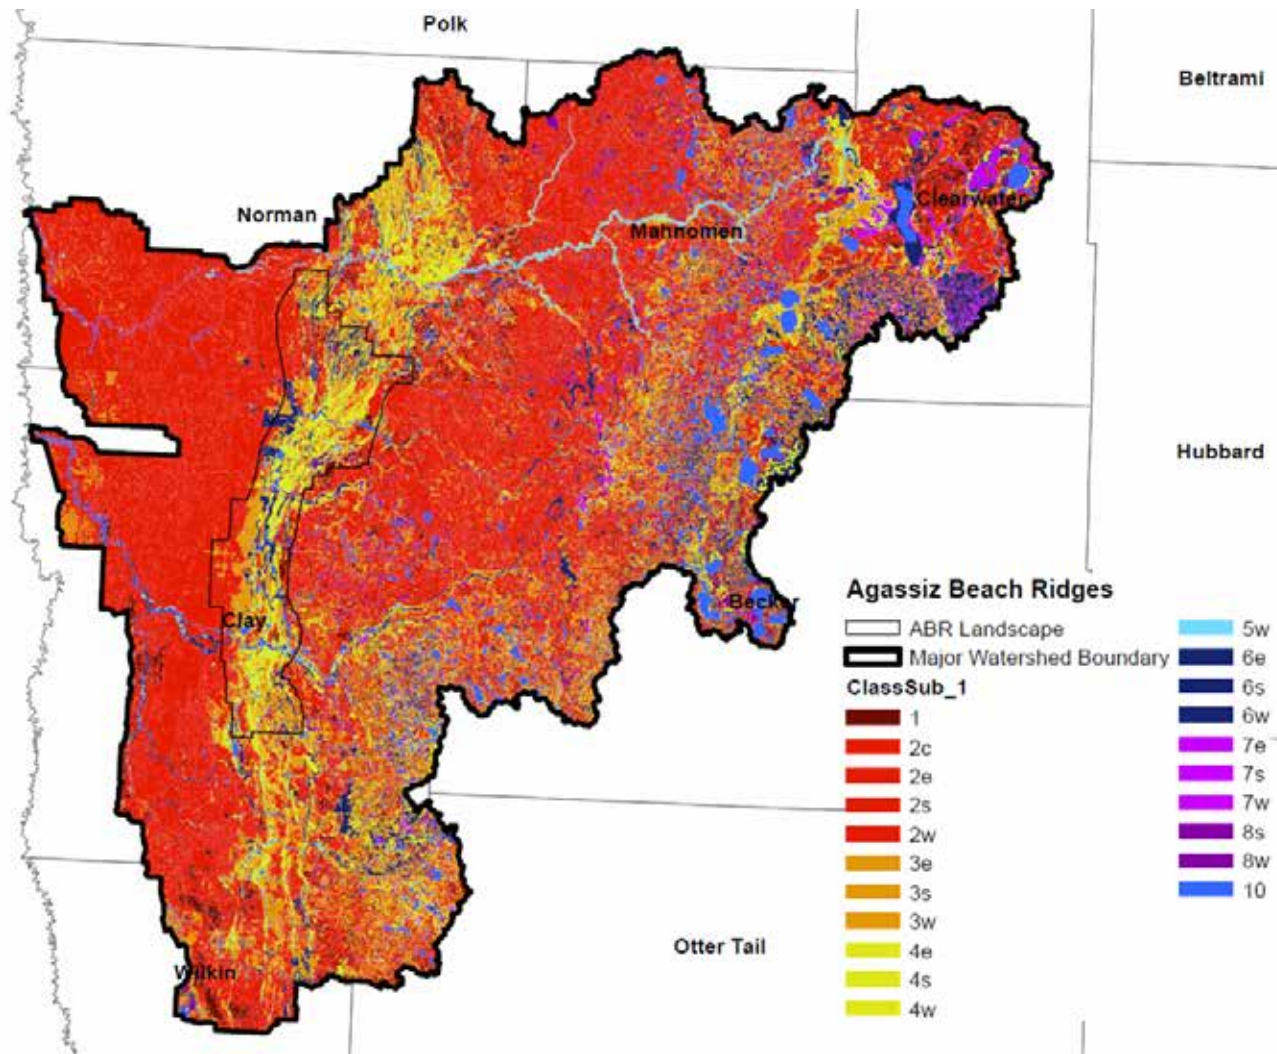 Polk
Beltrami
Norman
Clearwater
Mahnomen
Hubbard
Becker
Clay
Otter Tail
Wilkin
Agassiz Beach Ridges
ABR Landscape
Major Watershed Boundary
ClassSub_1
1
2c
2e
2s
2w
3e
3s
3w
4e
4s
4w
5w
6e
6s
6w
7e
7s
7w
8s
8w
10